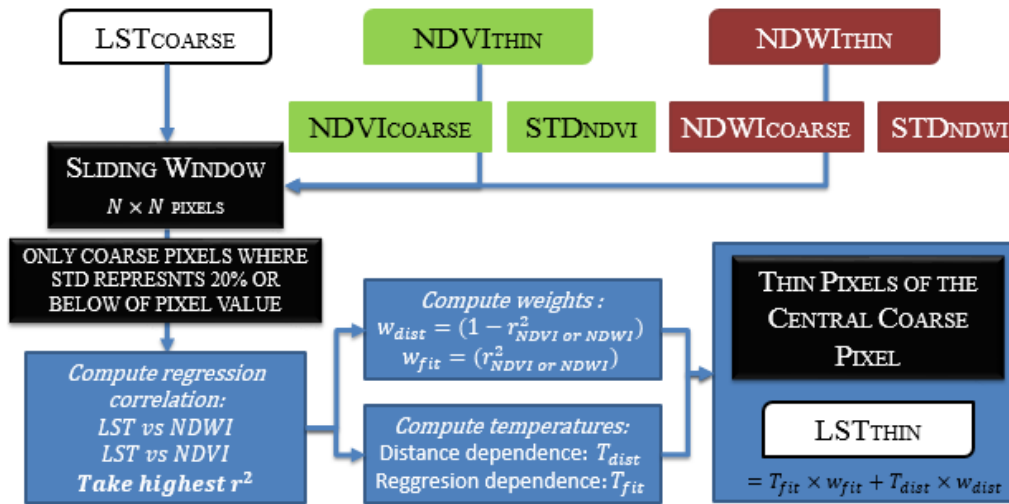 LSTCOARSE
NDVITHIN
NDWITHIN
NDVICOARSE
STDNDVI
NDWICOARSE
STDNDWI
SLIDING WINDOW
N × N PIXELS
ONLY COARSE PIXELS WHERE
STD REPRESNTS 20% OR
BELOW OF PIXEL VALUE
Compute regression
correlation:
LST vs NDWI
LST vs NDVI
Take highest r²
Compute weights :
w_dist = (1 − r²_NDVI or NDWI)
w_fit = (r²_NDVI or NDWI)
Compute temperatures:
Distance dependence: T_dist
Reggression dependence: T_fit
THIN PIXELS OF THE
CENTRAL COARSE
PIXEL
LSTTHIN
= T_fit × w_fit + T_dist × w_dist